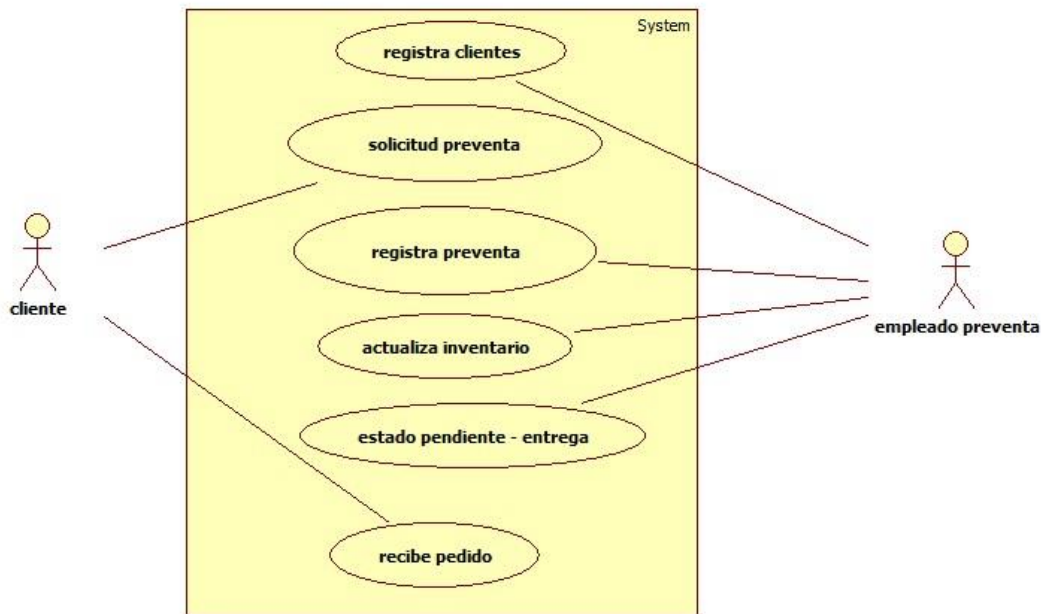 System
registra clientes
solicitud preventa
registra preventa
cliente
empleado preventa
actualiza inventario
estado pendiente - entrega
recibe pedido